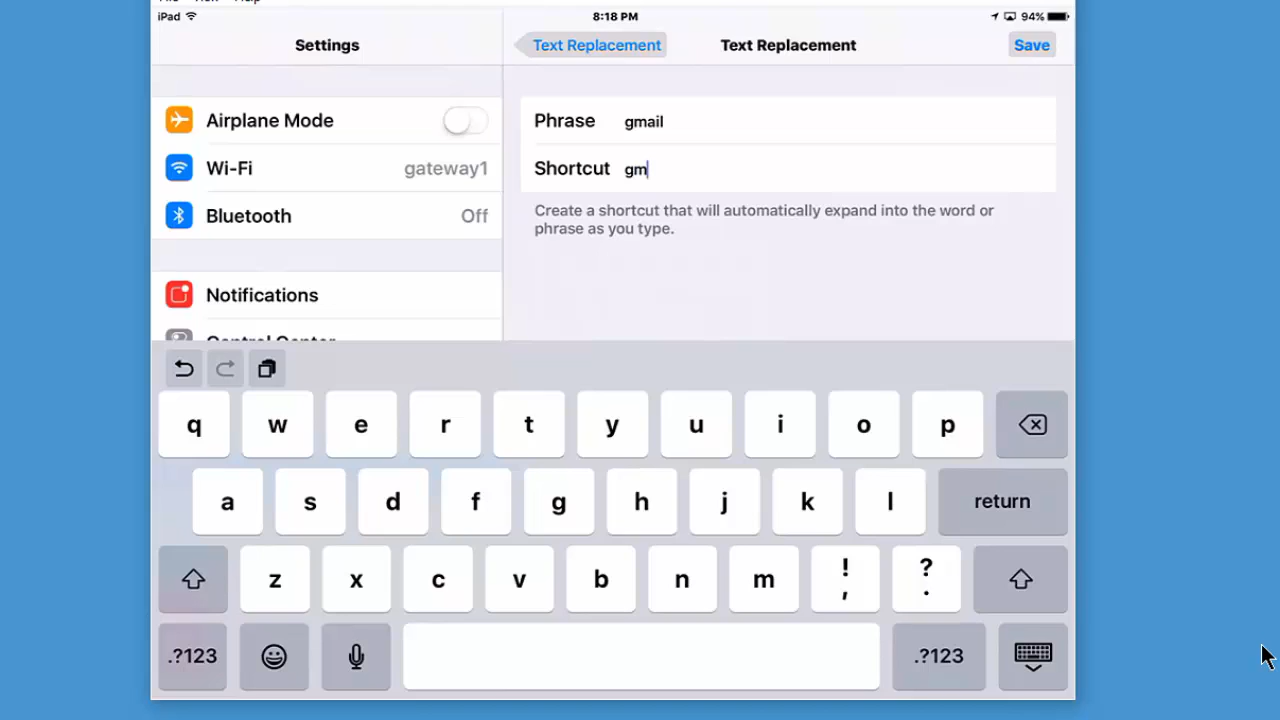 iPad 8:18 PM 94%
Settings
Text Replacement Text Replacement Save
Airplane Mode
Wi-Fi gateway1
Bluetooth Off
Notifications
Phrase gmail
Shortcut gm
Create a shortcut that will automatically expand into the word or
phrase as you type.
q w e r t y u i o p
a s d f g h j k l return
z x c v b n m ! , ? .
.?123 .?123